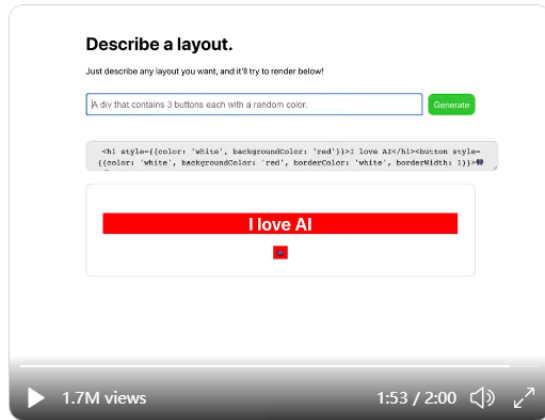 Describe a layout.
Just describe any layout you want, and it'll try to render below!
A div that contains 3 buttons each with a random color.
Generate
<h1 style={{color: 'white', backgroundColor: 'red'}}>I love AI</h1><button style=
{{color: 'white', backgroundColor: 'red', borderColor: 'white', borderWidth: 1}}>
I love AI
1.7M views
1:53 / 2:00